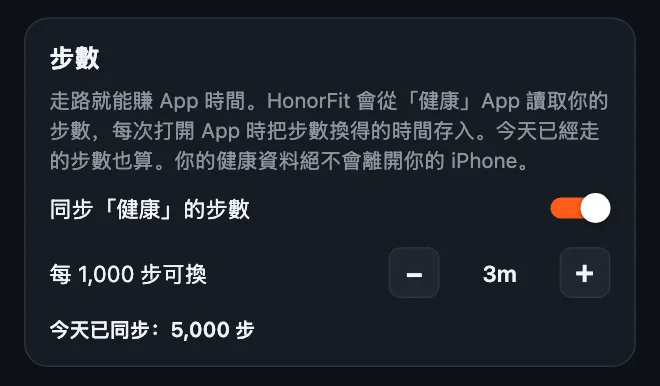 步數
走路就能賺 App 時間。HonorFit 會從「健康」App 讀取你的
步數，每次打開 App 時把步數換得的時間存入。今天已經走
的步數也算。你的健康資料絕不會離開你的 iPhone。
同步「健康」的步數
每 1,000 步可換 − 3m +
今天已同步：5,000 步